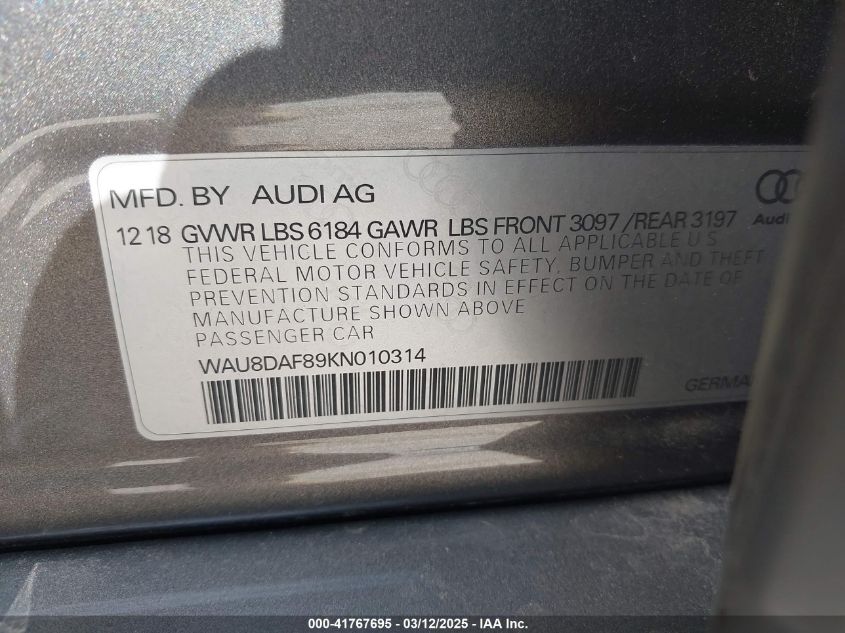 MFD. BY AUDI AG
Audi
12 18 GVWR LBS 6184 GAWR LBS FRONT 3097 / REAR 3197
THIS VEHICLE CONFORMS TO ALL APPLICABLE U S
FEDERAL MOTOR VEHICLE SAFETY, BUMPER AND THEFT
PREVENTION STANDARDS IN EFFECT ON THE DATE OF
MANUFACTURE SHOWN ABOVE
PASSENGER CAR
WAU8DAF89KN010314
000-41767695 - 03/12/2025 - IAA Inc.